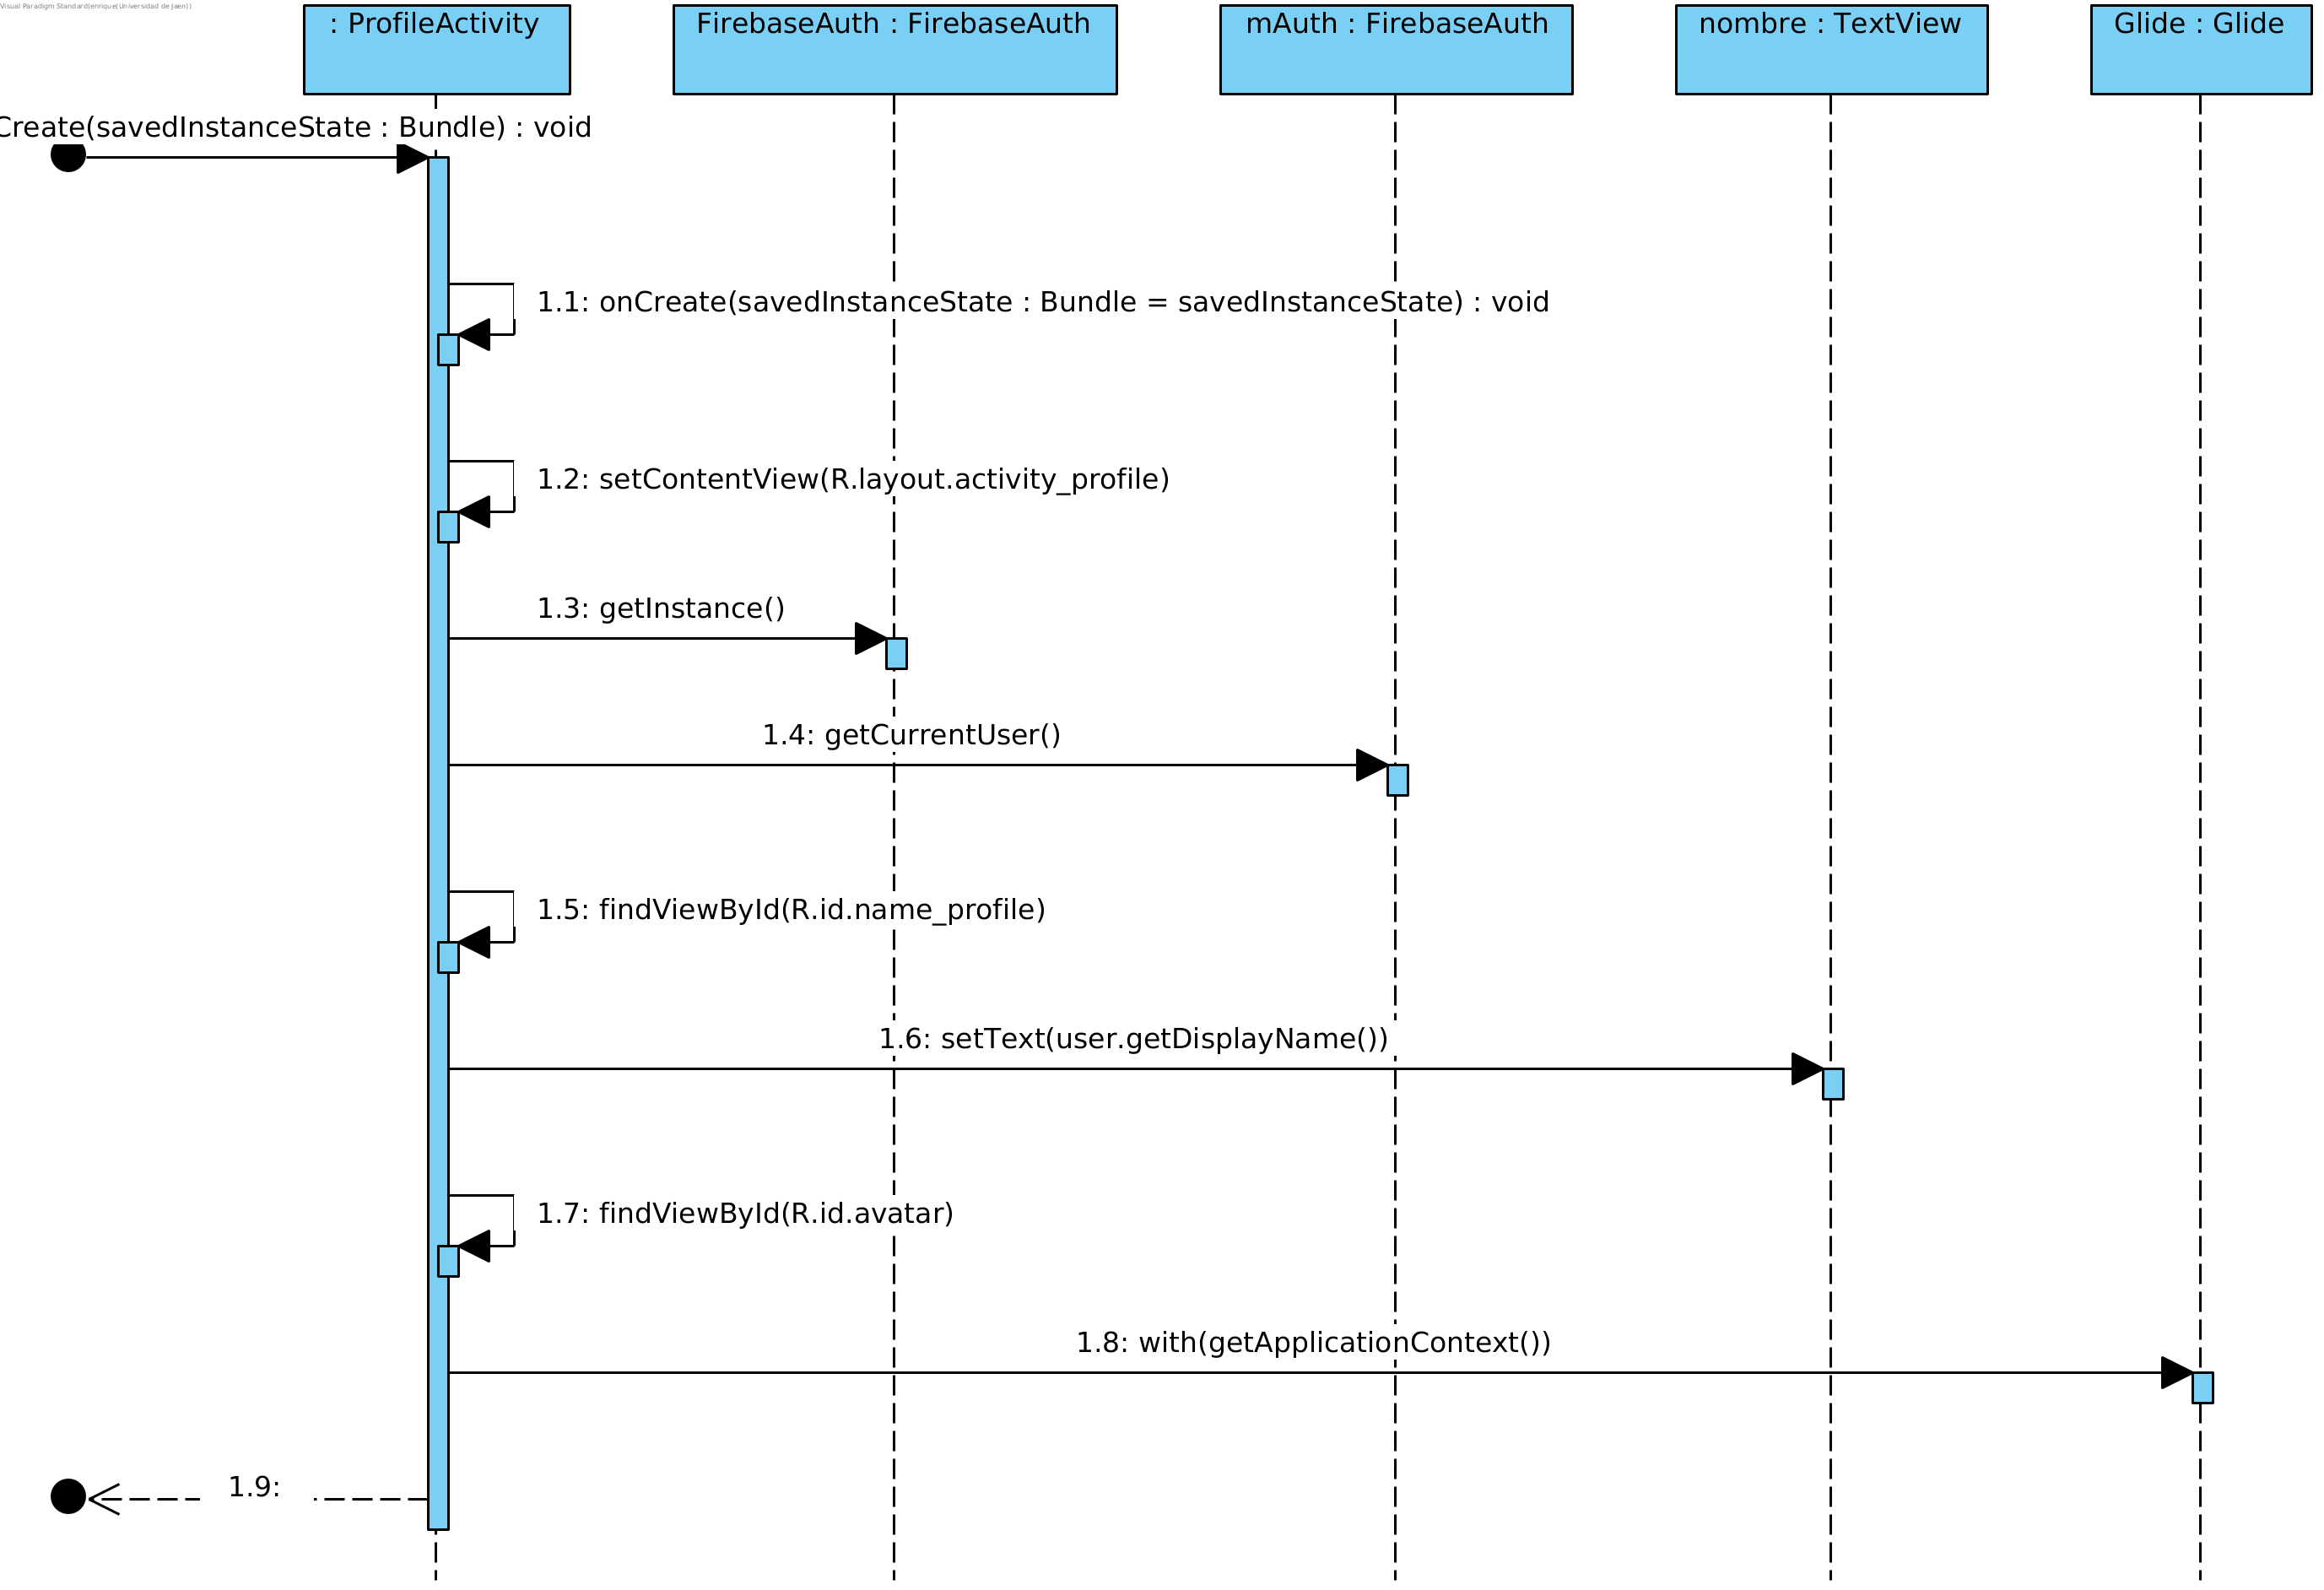 Visual Paradigm Standard(enrique(Universidad de Jaen))
: ProfileActivity
FirebaseAuth : FirebaseAuth
mAuth : FirebaseAuth
nombre : TextView
Glide : Glide
Create(savedInstanceState : Bundle) : void
1.1: onCreate(savedInstanceState : Bundle = savedInstanceState) : void
1.2: setContentView(R.layout.activity_profile)
1.3: getInstance()
1.4: getCurrentUser()
1.5: findViewById(R.id.name_profile)
1.6: setText(user.getDisplayName())
1.7: findViewById(R.id.avatar)
1.8: with(getApplicationContext())
1.9: